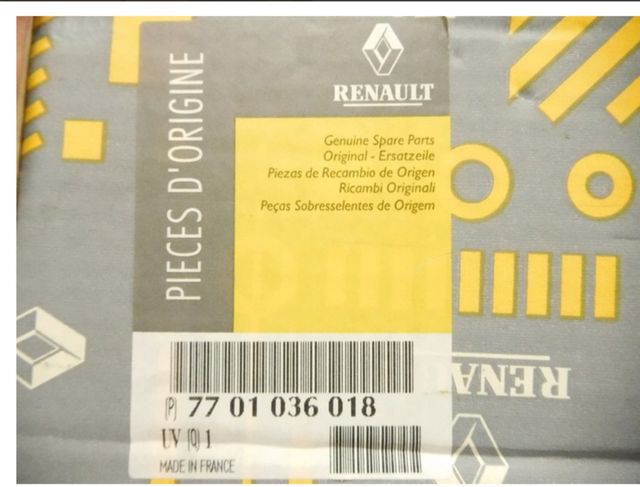 PIECES D'ORIGINE
RENAULT
Genuine Spare Parts
Original - Ersatzeile
Piezas de Recambio de Origen
Ricambi Originali
Peças Sobresselentes de Origem
(P) 77 01 036 018
UV (Q) 1
MADE IN FRANCE
RENAULT